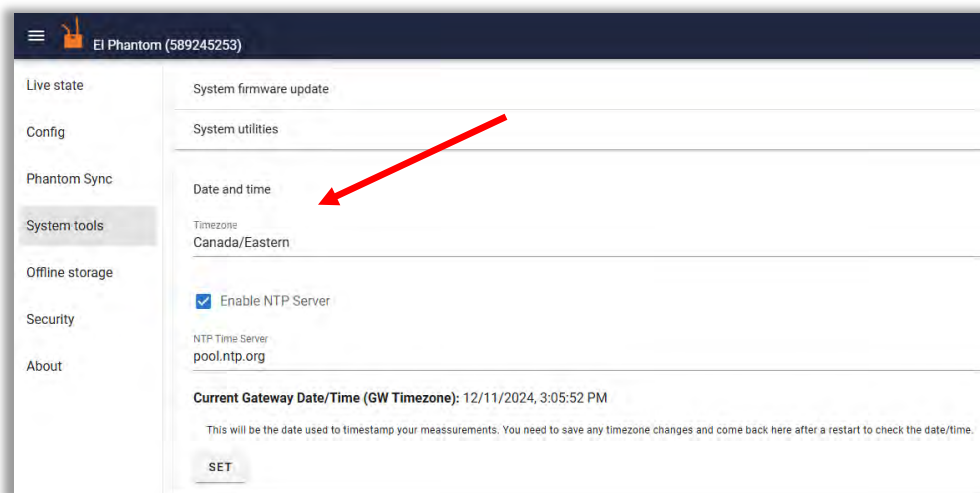 El Phantom (589245253)
Live state
Config
Phantom Sync
System tools
Offline storage
Security
About
System firmware update
System utilities
Date and time
Timezone
Canada/Eastern
Enable NTP Server
NTP Time Server
pool.ntp.org
Current Gateway Date/Time (GW Timezone): 12/11/2024, 3:05:52 PM
This will be the date used to timestamp your meassurements. You need to save any timezone changes and come back here after a restart to check the date/time.
SET